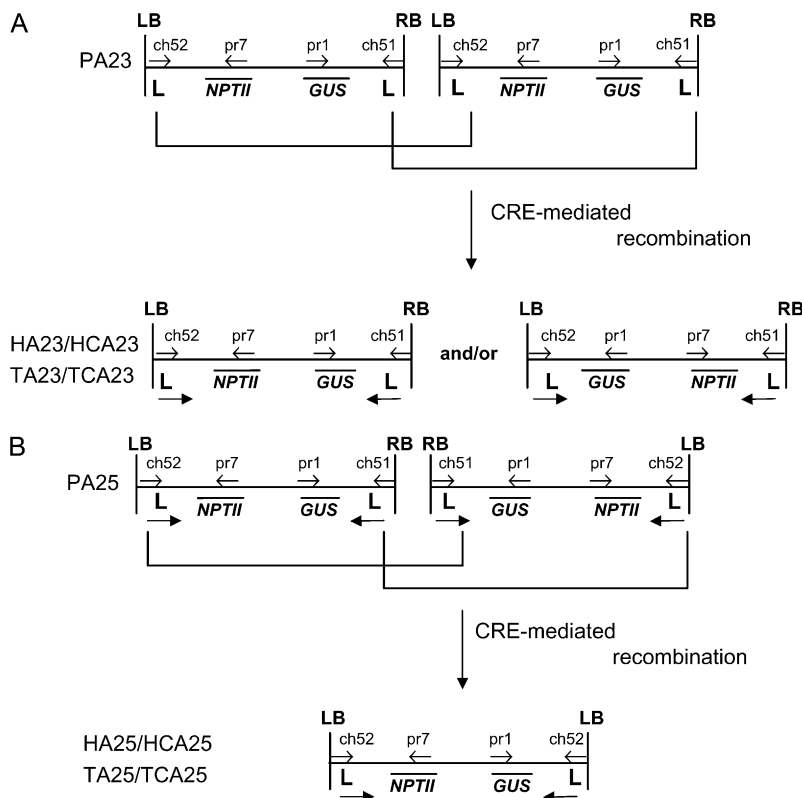 A
LB RB LB RB
PA23 ch52 pr7 pr1 ch51 ch52 pr7 pr1 ch51
L NPTII GUS L L NPTII GUS L
CRE-mediated
recombination
LB RB LB RB
HA23/HCA23 ch52 pr7 pr1 ch51 and/or ch52 pr1 pr7 ch51
TA23/TCA23 L NPTII GUS L L GUS NPTII L
B
LB RB RB LB
PA25 ch52 pr7 pr1 ch51 ch51 pr1 pr7 ch52
L NPTII GUS L L GUS NPTII L
CRE-mediated
recombination
LB LB
HA25/HCA25 ch52 pr7 pr1 ch52
TA25/TCA25 L NPTII GUS L